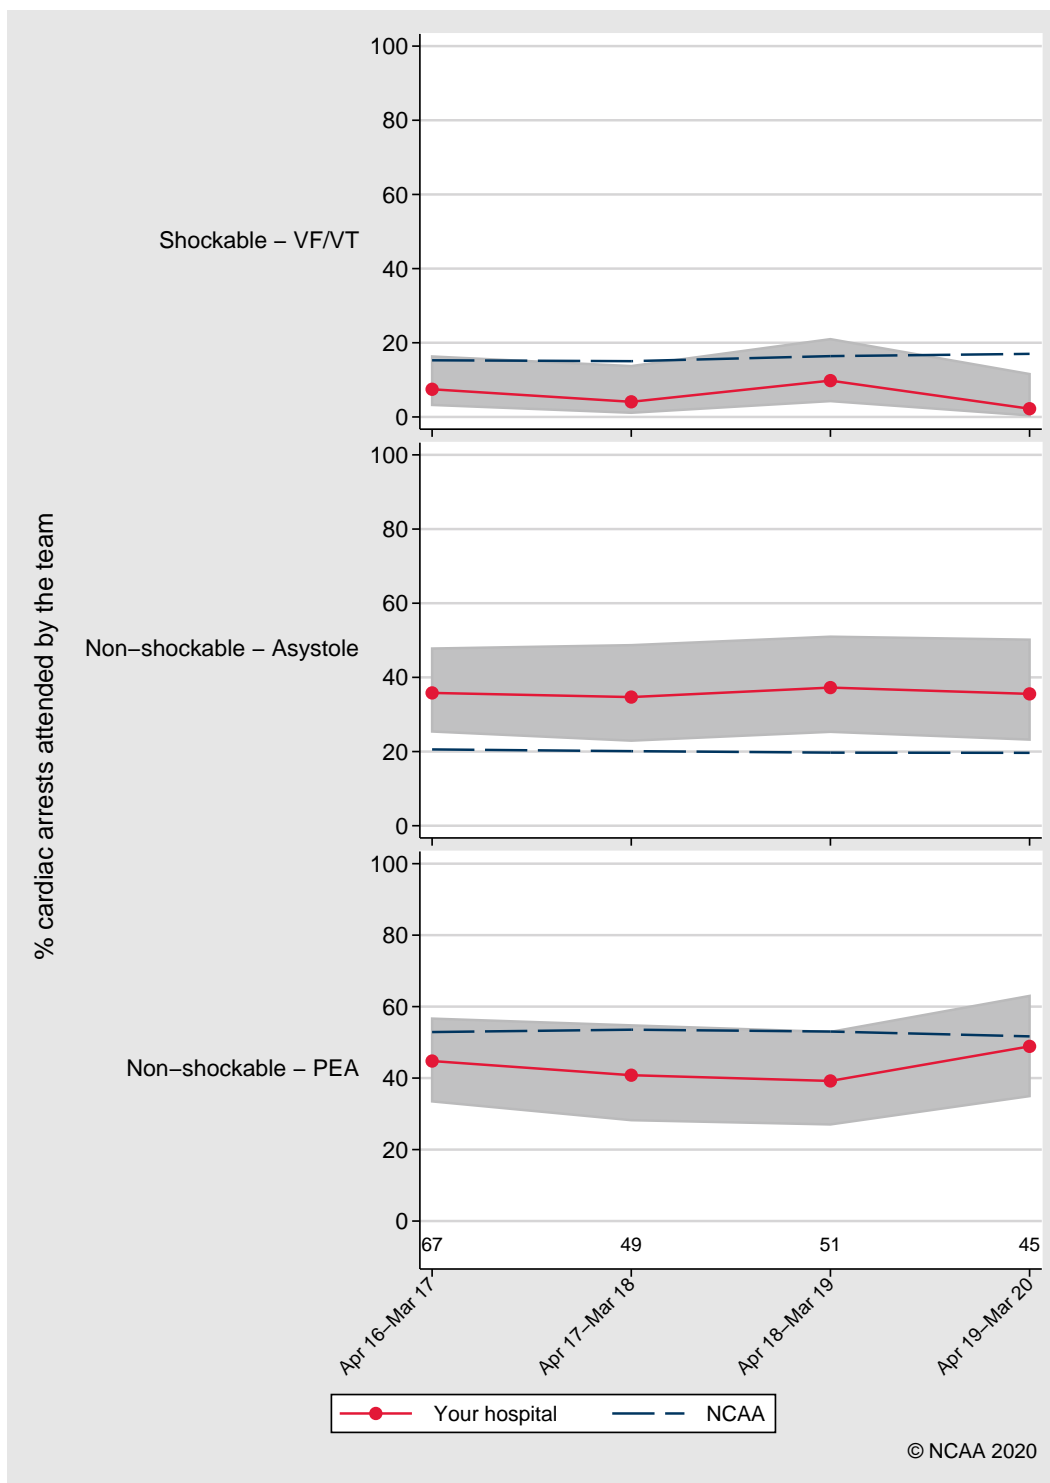 % cardiac arrests attended by the team
Shockable – VF/VT
100
80
60
40
20
0
Non–shockable – Asystole
100
80
60
40
20
0
Non–shockable – PEA
100
80
60
40
20
0
67 49 51 45
Apr 16–Mar 17
Apr 17–Mar 18
Apr 18–Mar 19
Apr 19–Mar 20
Your hospital NCAA
© NCAA 2020